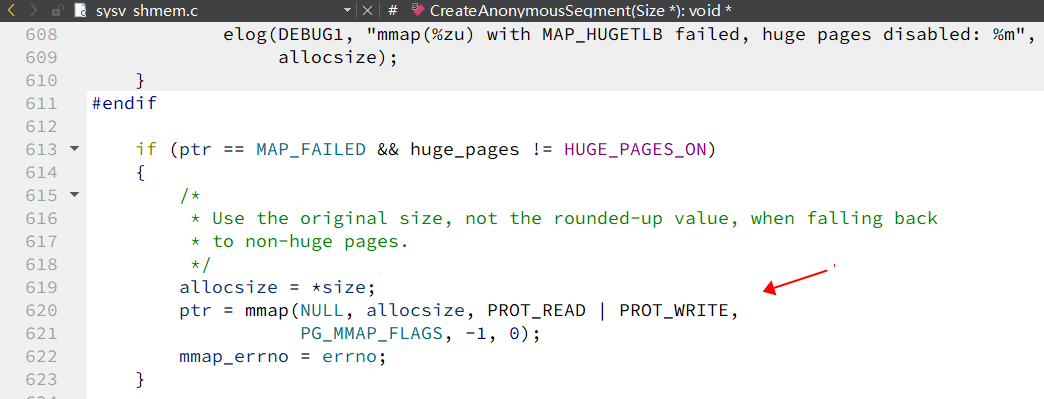 sysv_shmem.c # CreateAnonymousSegment(Size *): void *
608 elog(DEBUG1, "mmap(%zu) with MAP_HUGETLB failed, huge pages disabled: %m",
609 allocsize);
610 }
611 #endif
612
613 if (ptr == MAP_FAILED && huge_pages != HUGE_PAGES_ON)
614 {
615 /*
616 * Use the original size, not the rounded-up value, when falling back
617 * to non-huge pages.
618 */
619 allocsize = *size;
620 ptr = mmap(NULL, allocsize, PROT_READ | PROT_WRITE,
621 PG_MMAP_FLAGS, -1, 0);
622 mmap_errno = errno;
623 }